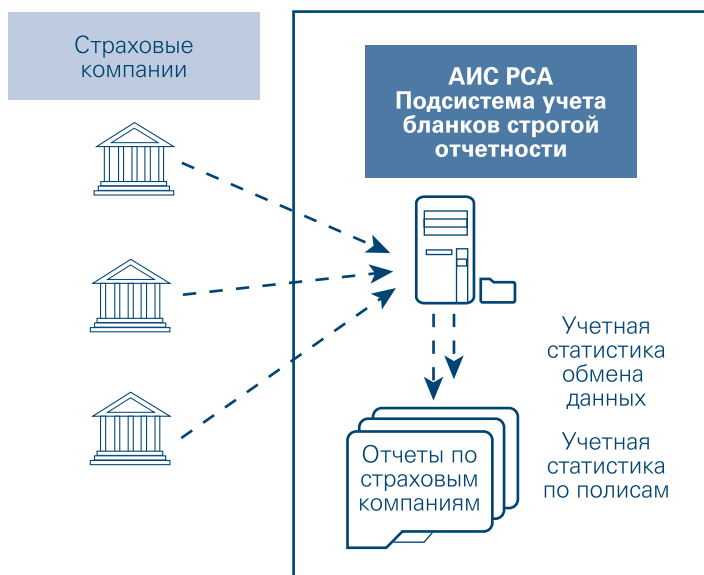 Страховые
компании
АИС РСА
Подсистема учета
бланков строгой
отчетности
Учетная
статистика
обмена
данных
Учетная
статистика
по полисам
Отчеты по
страховым
компаниям